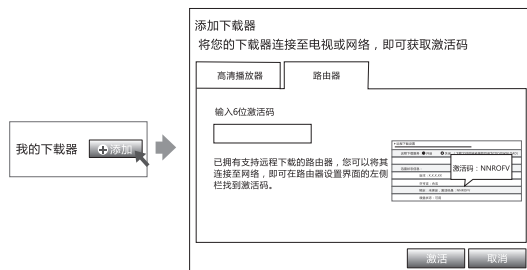 我的下载器
添加
添加下载器
将您的下载器连接至电视或网络，即可获取激活码
高清播放器
路由器
输入6位激活码
已拥有支持远程下载的路由器，您可以将其
连接至网络，即可在路由器设置界面的左侧
栏找到激活码。
激活码：NNROFV
激活
取消